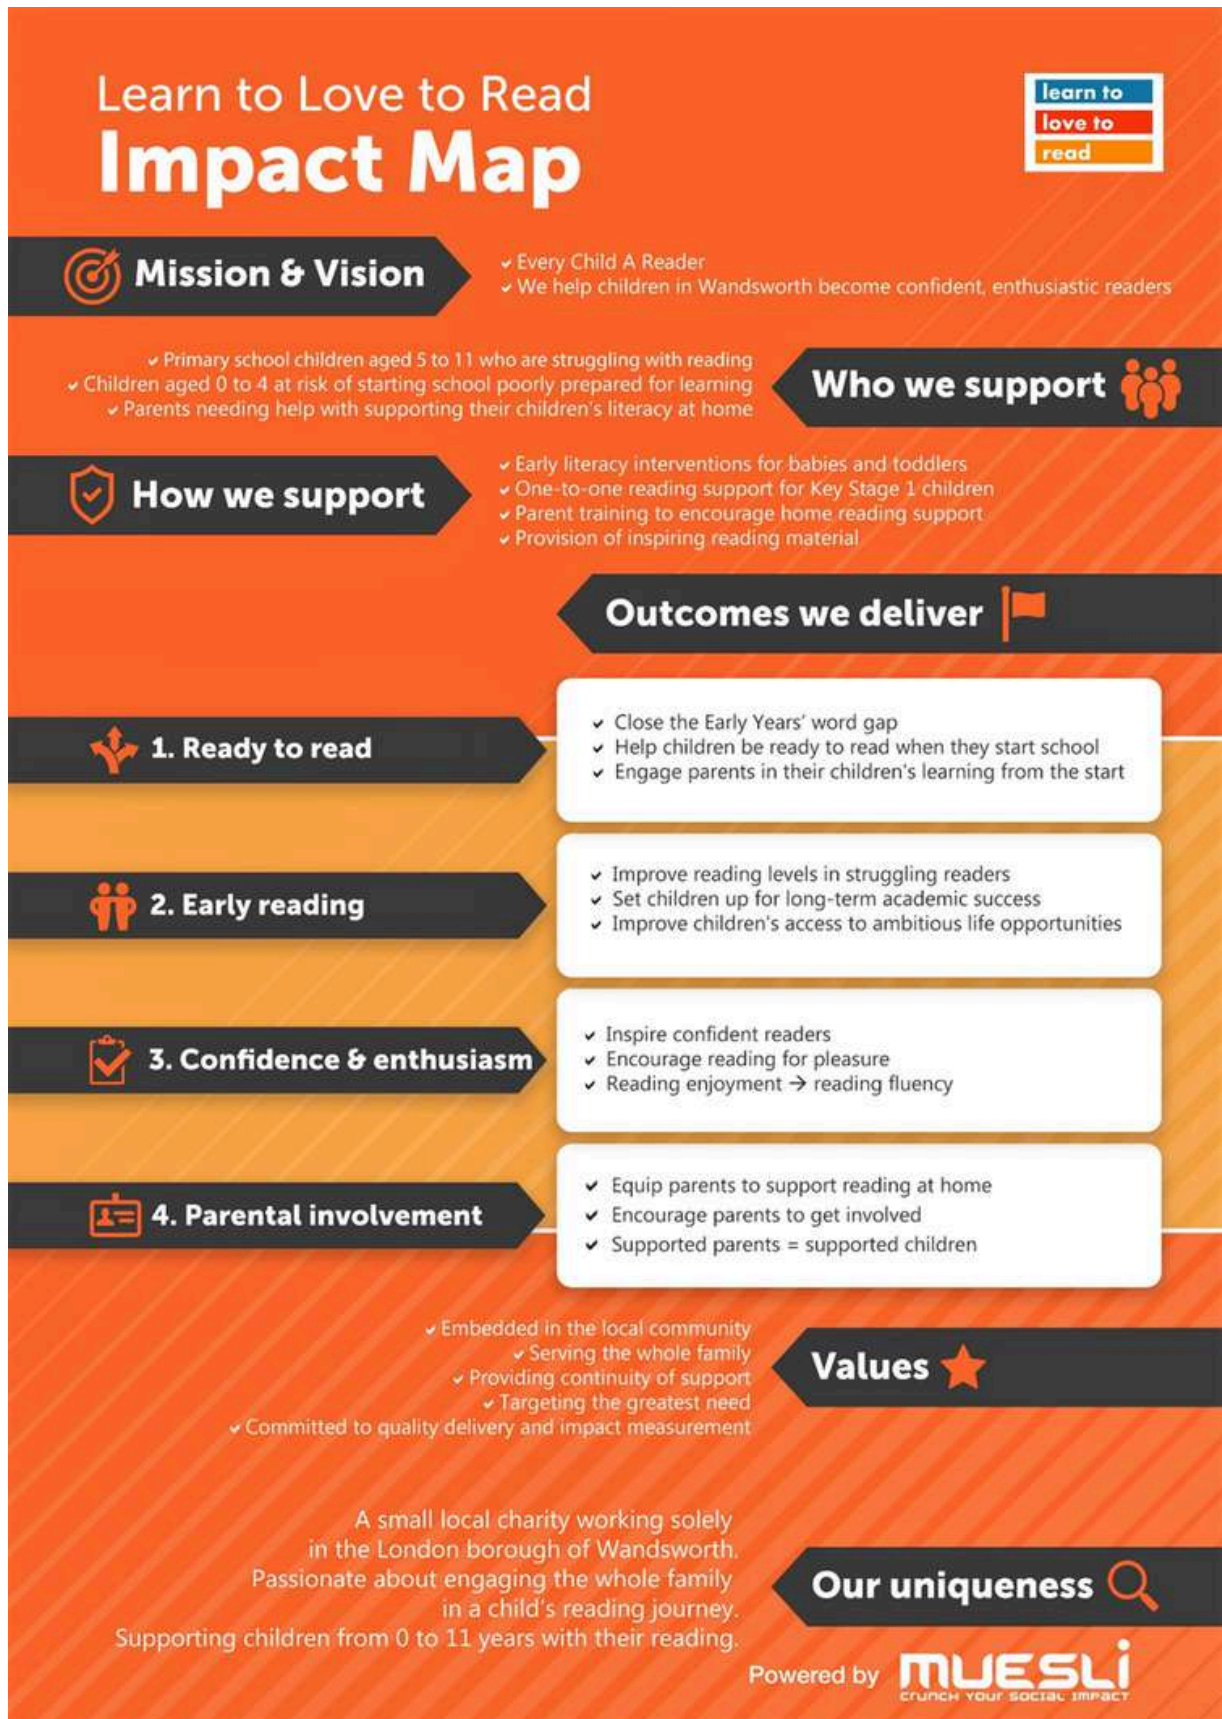 Learn to Love to Read
Impact Map
learn to
love to
read
Mission & Vision
Every Child A Reader
We help children in Wandsworth become confident, enthusiastic readers
Primary school children aged 5 to 11 who are struggling with reading
Children aged 0 to 4 at risk of starting school poorly prepared for learning
Parents needing help with supporting their children's literacy at home
Who we support
How we support
Early literacy interventions for babies and toddlers
One-to-one reading support for Key Stage 1 children
Parent training to encourage home reading support
Provision of inspiring reading material
Outcomes we deliver
1. Ready to read
Close the Early Years' word gap
Help children be ready to read when they start school
Engage parents in their children's learning from the start
2. Early reading
Improve reading levels in struggling readers
Set children up for long-term academic success
Improve children's access to ambitious life opportunities
3. Confidence & enthusiasm
Inspire confident readers
Encourage reading for pleasure
Reading enjoyment → reading fluency
4. Parental involvement
Equip parents to support reading at home
Encourage parents to get involved
Supported parents = supported children
Embedded in the local community
Serving the whole family
Providing continuity of support
Targeting the greatest need
Committed to quality delivery and impact measurement
Values
A small local charity working solely
in the London borough of Wandsworth.
Passionate about engaging the whole family
in a child's reading journey.
Supporting children from 0 to 11 years with their reading.
Our uniqueness
Powered by MUESLi
CRUNCH YOUR SOCIAL IMPACT